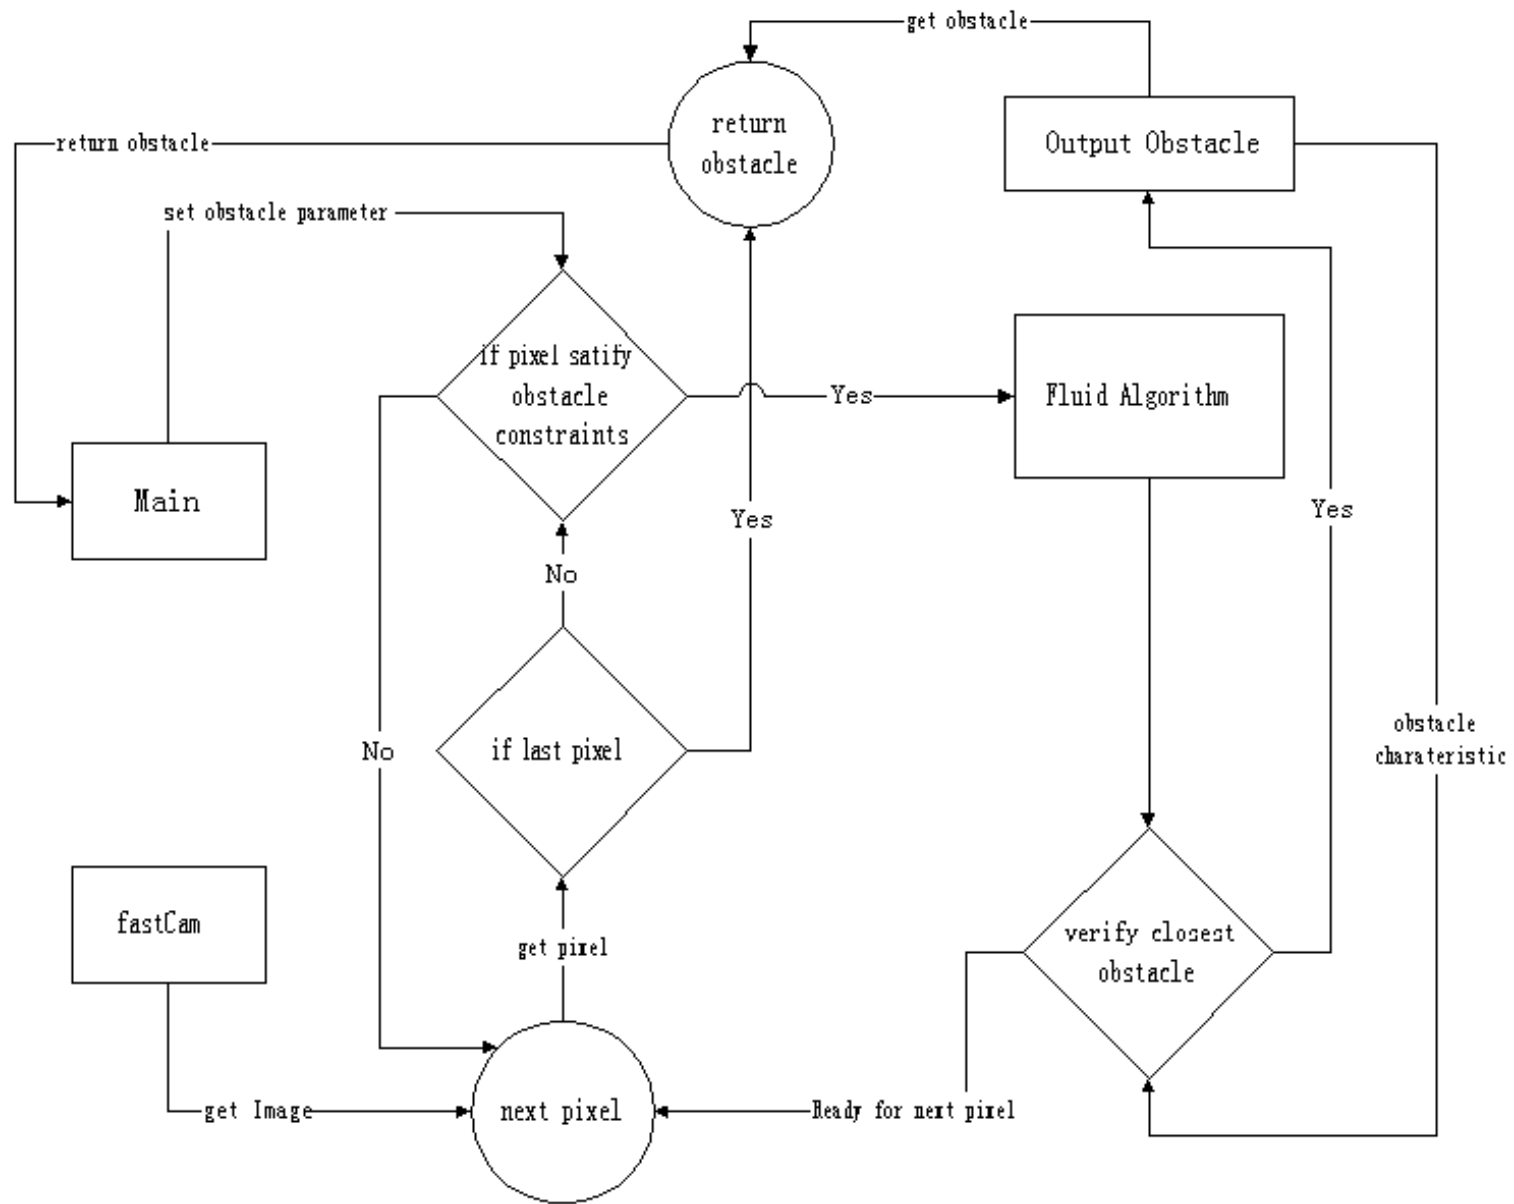 get obstacle
return
obstacle
Output Obstacle
return obstacle
set obstacle parameter
if pixel satify
obstacle
constraints
Yes
Fluid Algorithm
Main
Yes
Yes
No
obstacle
charateristic
No
if last pixel
fastCam
get pixel
verify closest
obstacle
get Image
next pixel
Ready for next pixel